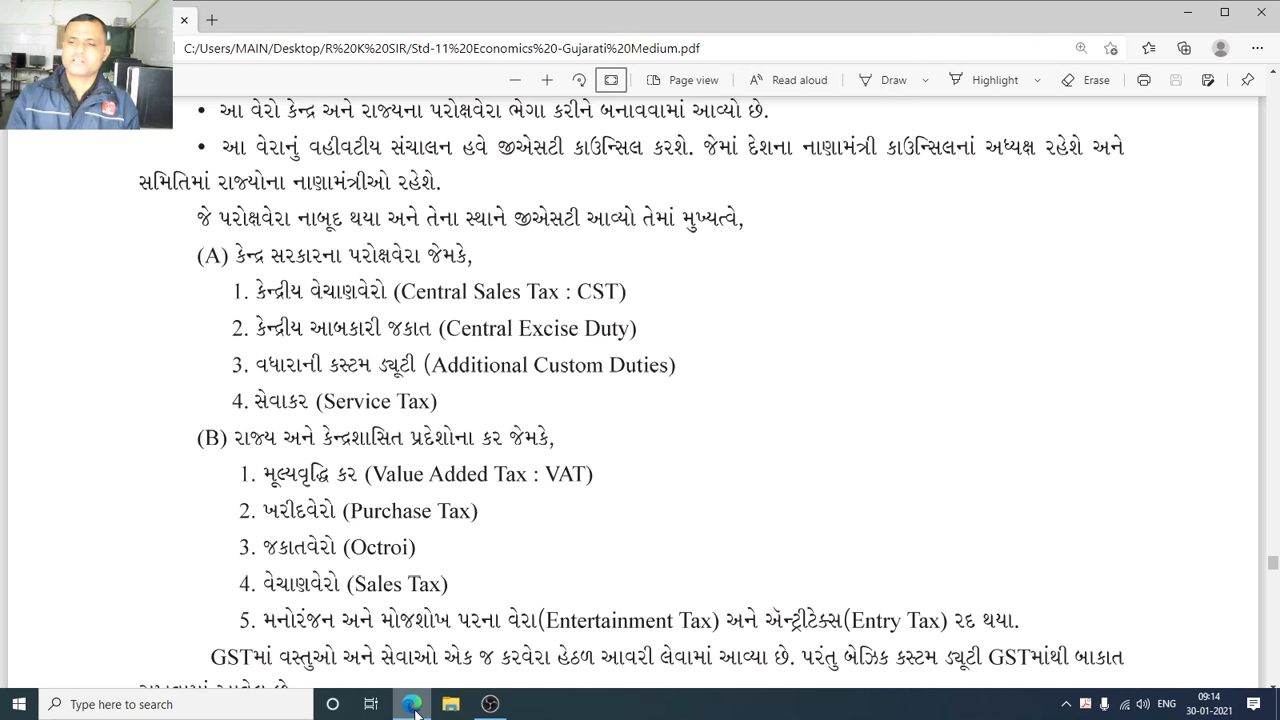 C:/Users/MAIN/Desktop/R%20K%20SIR/Std-11%20Economics%20-Gujarati%20Medium.pdf
Page view
Read aloud
Draw
Highlight
Erase
• આ વેરો કેન્દ્ર અને રાજ્યના પરોક્ષવેરા ભેગા કરીને બનાવવામાં આવ્યો છે.
• આ વેરાનું વહીવટીય સંચાલન હવે જીએસટી કાઉન્સિલ કરશે. જેમાં દેશના નાણામંત્રી કાઉન્સિલનાં અધ્યક્ષ રહેશે અને
સમિતિમાં રાજ્યોના નાણામંત્રીઓ રહેશે.
જે પરોક્ષવેરા નાબૂદ થયા અને તેના સ્થાને જીએસટી આવ્યો તેમાં મુખ્યત્વે,
(A) કેન્દ્ર સરકારના પરોક્ષવેરા જેમકે,
1. કેન્દ્રીય વેચાણવેરો (Central Sales Tax : CST)
2. કેન્દ્રીય આબકારી જકાત (Central Excise Duty)
3. વધારાની કસ્ટમ ડ્યૂટી (Additional Custom Duties)
4. સેવાકર (Service Tax)
(B) રાજ્ય અને કેન્દ્રશાસિત પ્રદેશોના કર જેમકે,
1. મૂલ્યવૃદ્ધિ કર (Value Added Tax : VAT)
2. ખરીદવેરો (Purchase Tax)
3. જકાતવેરો (Octroi)
4. વેચાણવેરો (Sales Tax)
5. મનોરંજન અને મોજશોખ પરના વેરા(Entertainment Tax) અને ઍન્ટ્રીટેક્સ(Entry Tax) રદ થયા.
GSTમાં વસ્તુઓ અને સેવાઓ એક જ કરવેરા હેઠળ આવરી લેવામાં આવ્યા છે. પરંતુ બેઝિક કસ્ટમ ડ્યૂટી GSTમાંથી બાકાત
Type here to search
ENG
09:14
30-01-2021